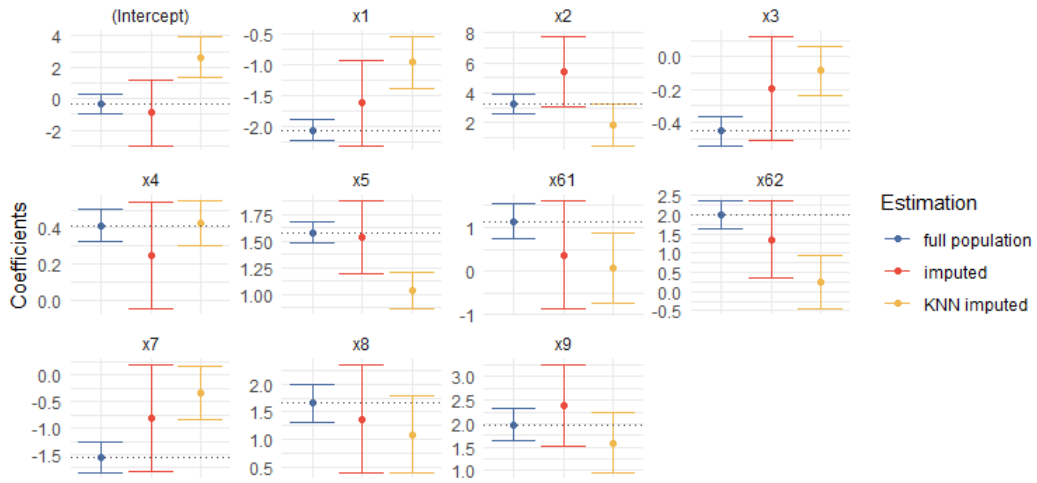 (Intercept)
x1
x2
x3
4
2
0
-2
-0.5
-1.0
-1.5
-2.0
8
6
4
2
0.0
-0.2
-0.4
x4
x5
x61
x62
0.4
0.2
0.0
1.75
1.50
1.25
1.00
1
0
-1
2.5
2.0
1.5
1.0
0.5
0.0
-0.5
x7
x8
x9
0.0
-0.5
-1.0
-1.5
2.0
1.5
1.0
0.5
3.0
2.5
2.0
1.5
1.0
Coefficients
Estimation
full population
imputed
KNN imputed